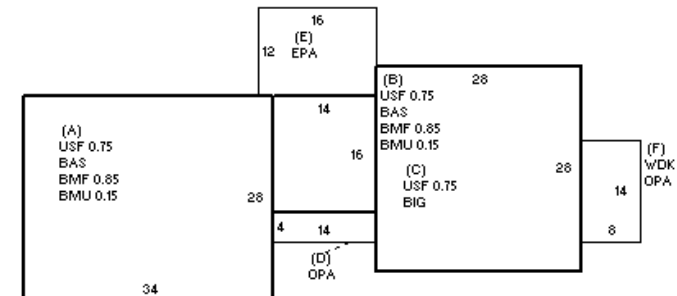 16
(E)
12 EPA
(B) 28
USF 0.75
BAS
BMF 0.85
BMU 0.15
14
16
(A)
USF 0.75
BAS
BMF 0.85
BMU 0.15
28
(C)
USF 0.75
BIG
28
(F)
WDK
OPA
14
8
4 14
(D)
OPA
34